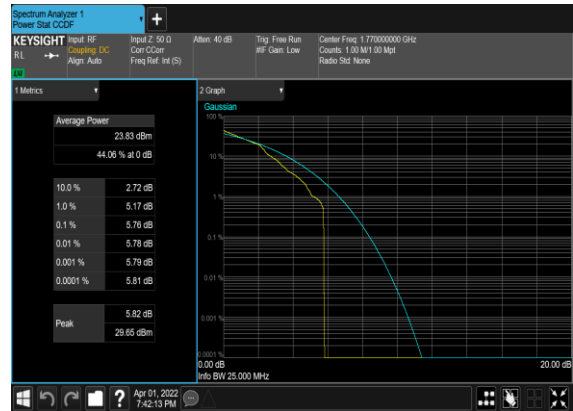 Spectrum Analyzer 1
Power Stat CCDF
+
KEYSIGHT
Input: RF
Input Z: 50 Ω
Atten: 40 dB
Trig: Free Run
Center Freq: 1.770000000 GHz
RL
Coupling: DC
Corr CCorr
#IF Gain: Low
Counts: 1.00 M/1.00 Mpt
Align: Auto
Freq Ref: Int (S)
Radio Std: None
1 Metrics
2 Graph
Average Power
23.83 dBm
44.06 % at 0 dB
10.0 % 2.72 dB
1.0 % 5.17 dB
0.1 % 5.76 dB
0.01 % 5.78 dB
0.001 % 5.79 dB
0.0001 % 5.81 dB
Peak
5.82 dB
29.65 dBm
Gaussian
100 %
10 %
1 %
0.1 %
0.01 %
0.001 %
0.0001 %
0.00 dB
20.00 dB
Info BW 25.000 MHz
?
Apr 01, 2022
7:42:13 PM